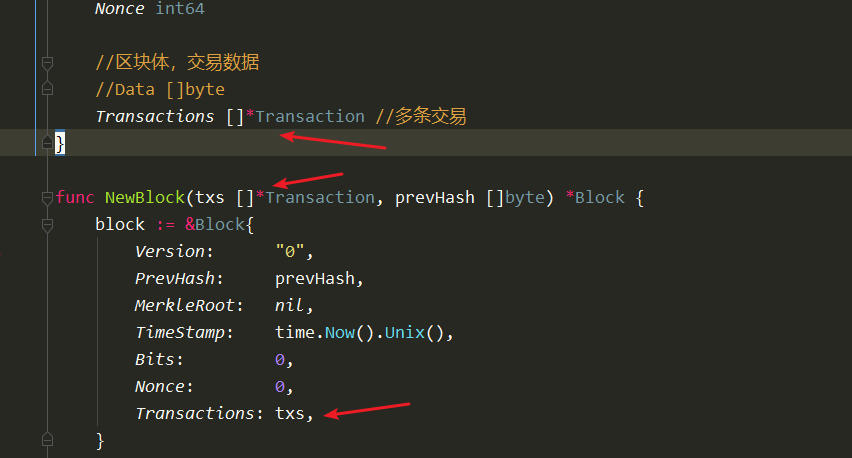 Nonce int64
//区块体，交易数据
//Data []byte
Transactions []*Transaction //多条交易
}
func NewBlock(txs []*Transaction, prevHash []byte) *Block {
block := &Block{
Version: "0",
PrevHash: prevHash,
MerkleRoot: nil,
TimeStamp: time.Now().Unix(),
Bits: 0,
Nonce: 0,
Transactions: txs,
}